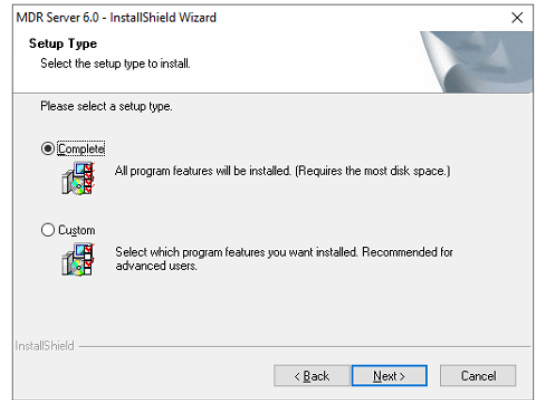 MDR Server 6.0 - InstallShield Wizard
Setup Type
Select the setup type to install.
Please select a setup type.
Complete
All program features will be installed. (Requires the most disk space.)
Custom
Select which program features you want installed. Recommended for
advanced users.
InstallShield
< Back Next > Cancel